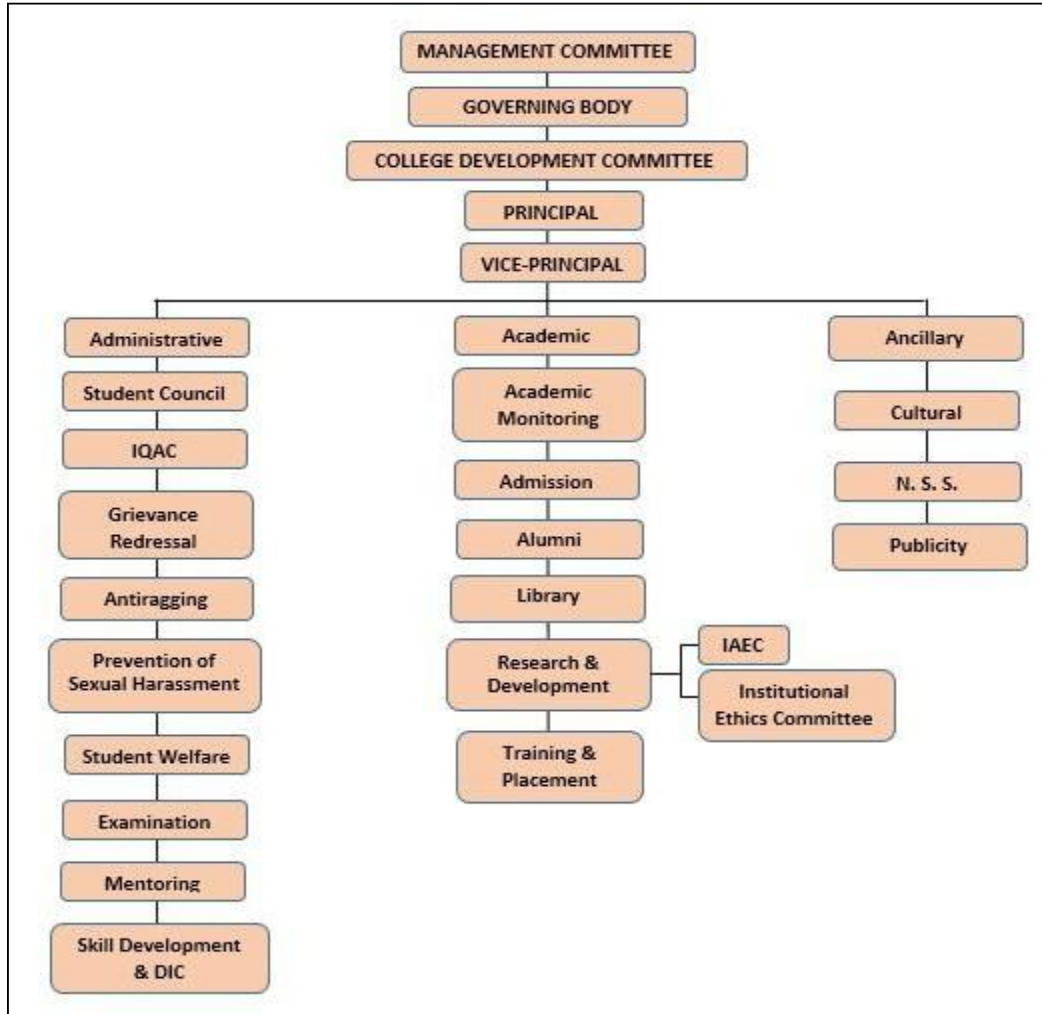 MANAGEMENT COMMITTEE
GOVERNING BODY
COLLEGE DEVELOPMENT COMMITTEE
PRINCIPAL
VICE-PRINCIPAL
Administrative
Student Council
IQAC
Grievance
Redressal
Antiragging
Prevention of
Sexual Harassment
Student Welfare
Examination
Mentoring
Skill Development
& DIC
Academic
Academic
Monitoring
Admission
Alumni
Library
Research &
Development
IAEC
Institutional
Ethics Committee
Training &
Placement
Ancillary
Cultural
N. S. S.
Publicity